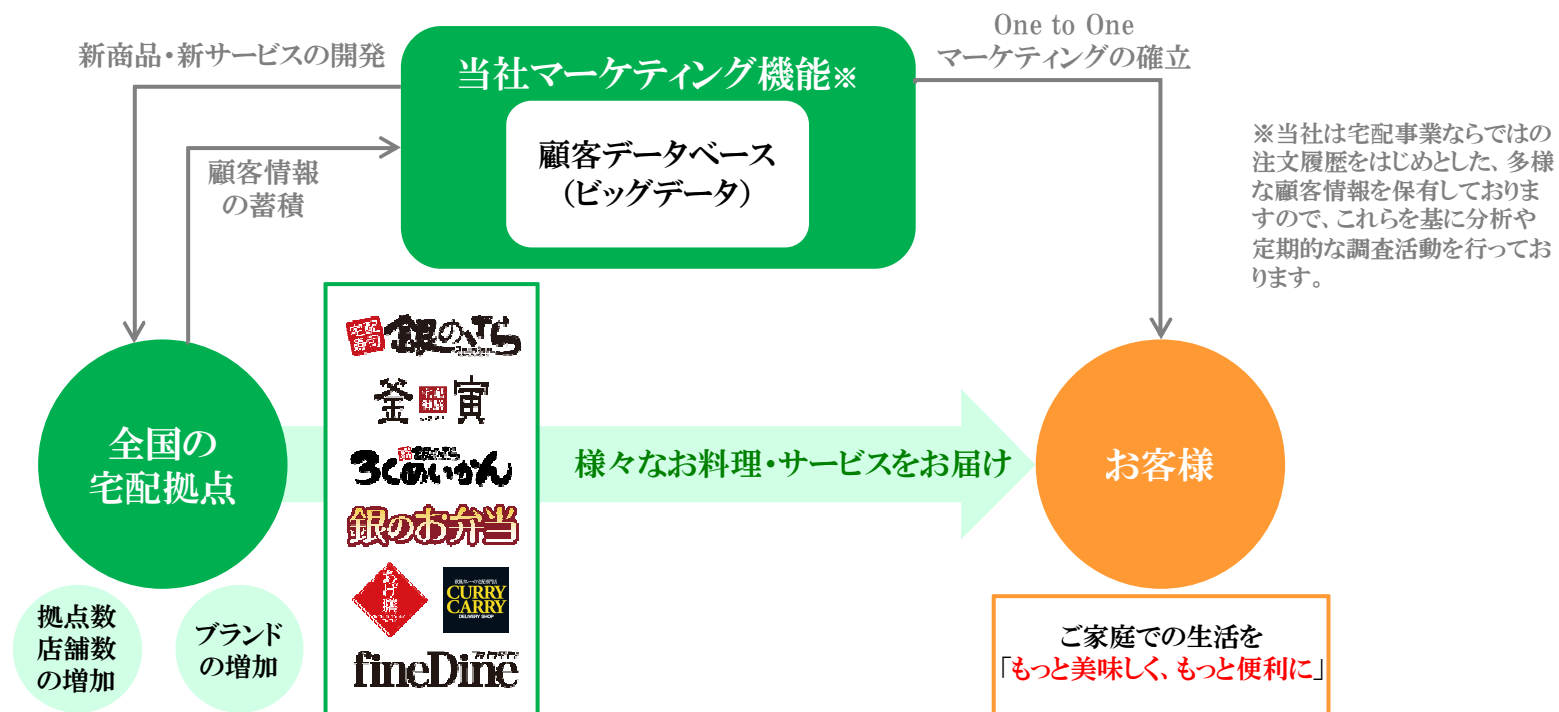 新商品・新サービスの開発
One to One
マーケティングの確立
当社マーケティング機能※
顧客データベース
（ビッグデータ）
顧客情報
の蓄積
※当社は宅配事業ならではの
注文履歴をはじめとした、多様
な顧客情報を保有しておりま
すので、これらを基に分析や
定期的な調査活動を行ってお
ります。
全国の
宅配拠点
宅配寿司 銀のさら
釜寅
ろくめいかん
銀のお弁当
CURRY
CARRY
DELIVERY SHOP
fineDine
様々なお料理・サービスをお届け
お客様
拠点数
店舗数
の増加
ブランド
の増加
ご家庭での生活を
「もっと美味しく、もっと便利に」